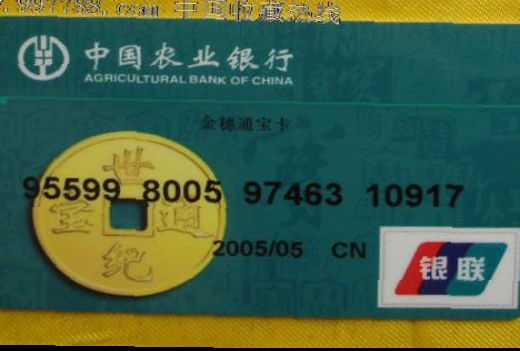 .997788.com 中国收藏热线
中国农业银行
AGRICULTURAL BANK OF CHINA
金穗通宝卡
世
95599 8005 97463 10917
宝 通
纪
2005/05 CN
银联